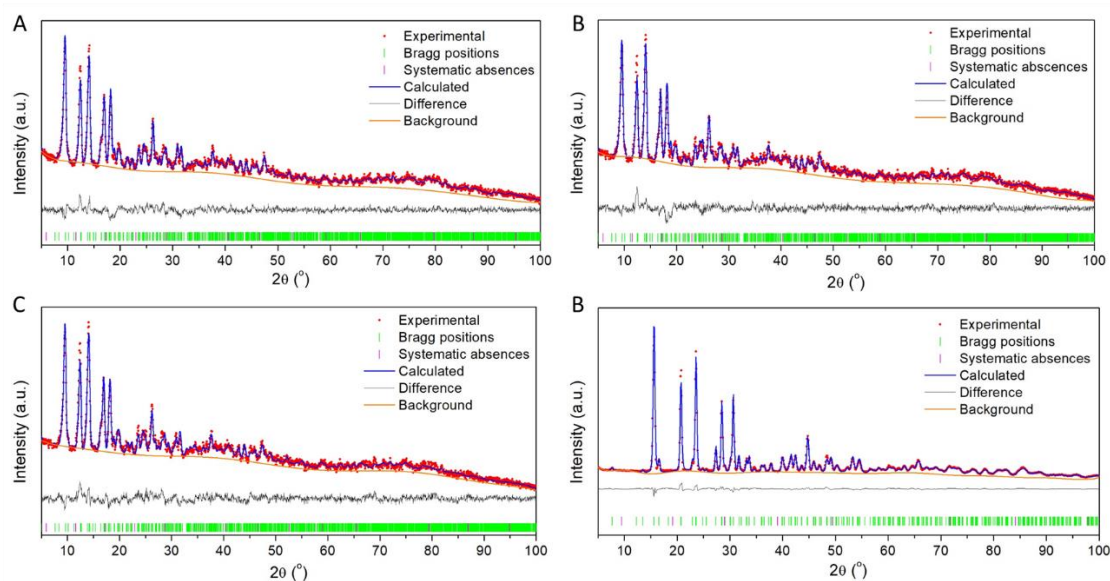 A
Experimental
Bragg positions
Systematic absences
Calculated
Difference
Background
Intensity (a.u.)
10 20 30 40 50 60 70 80 90 100
2θ (°)
B
Experimental
Bragg positions
Systematic abscences
Calculated
Difference
Background
Intensity (a.u.)
10 20 30 40 50 60 70 80 90 100
2θ (°)
C
Experimental
Bragg positions
Systematic absences
Calculated
Difference
Background
Intensity (a.u.)
10 20 30 40 50 60 70 80 90 100
2θ (°)
B
Experimental
Bragg positions
Systematic absences
Calculated
Difference
Background
Intensity (a.u.)
10 20 30 40 50 60 70 80 90 100
2θ (°)